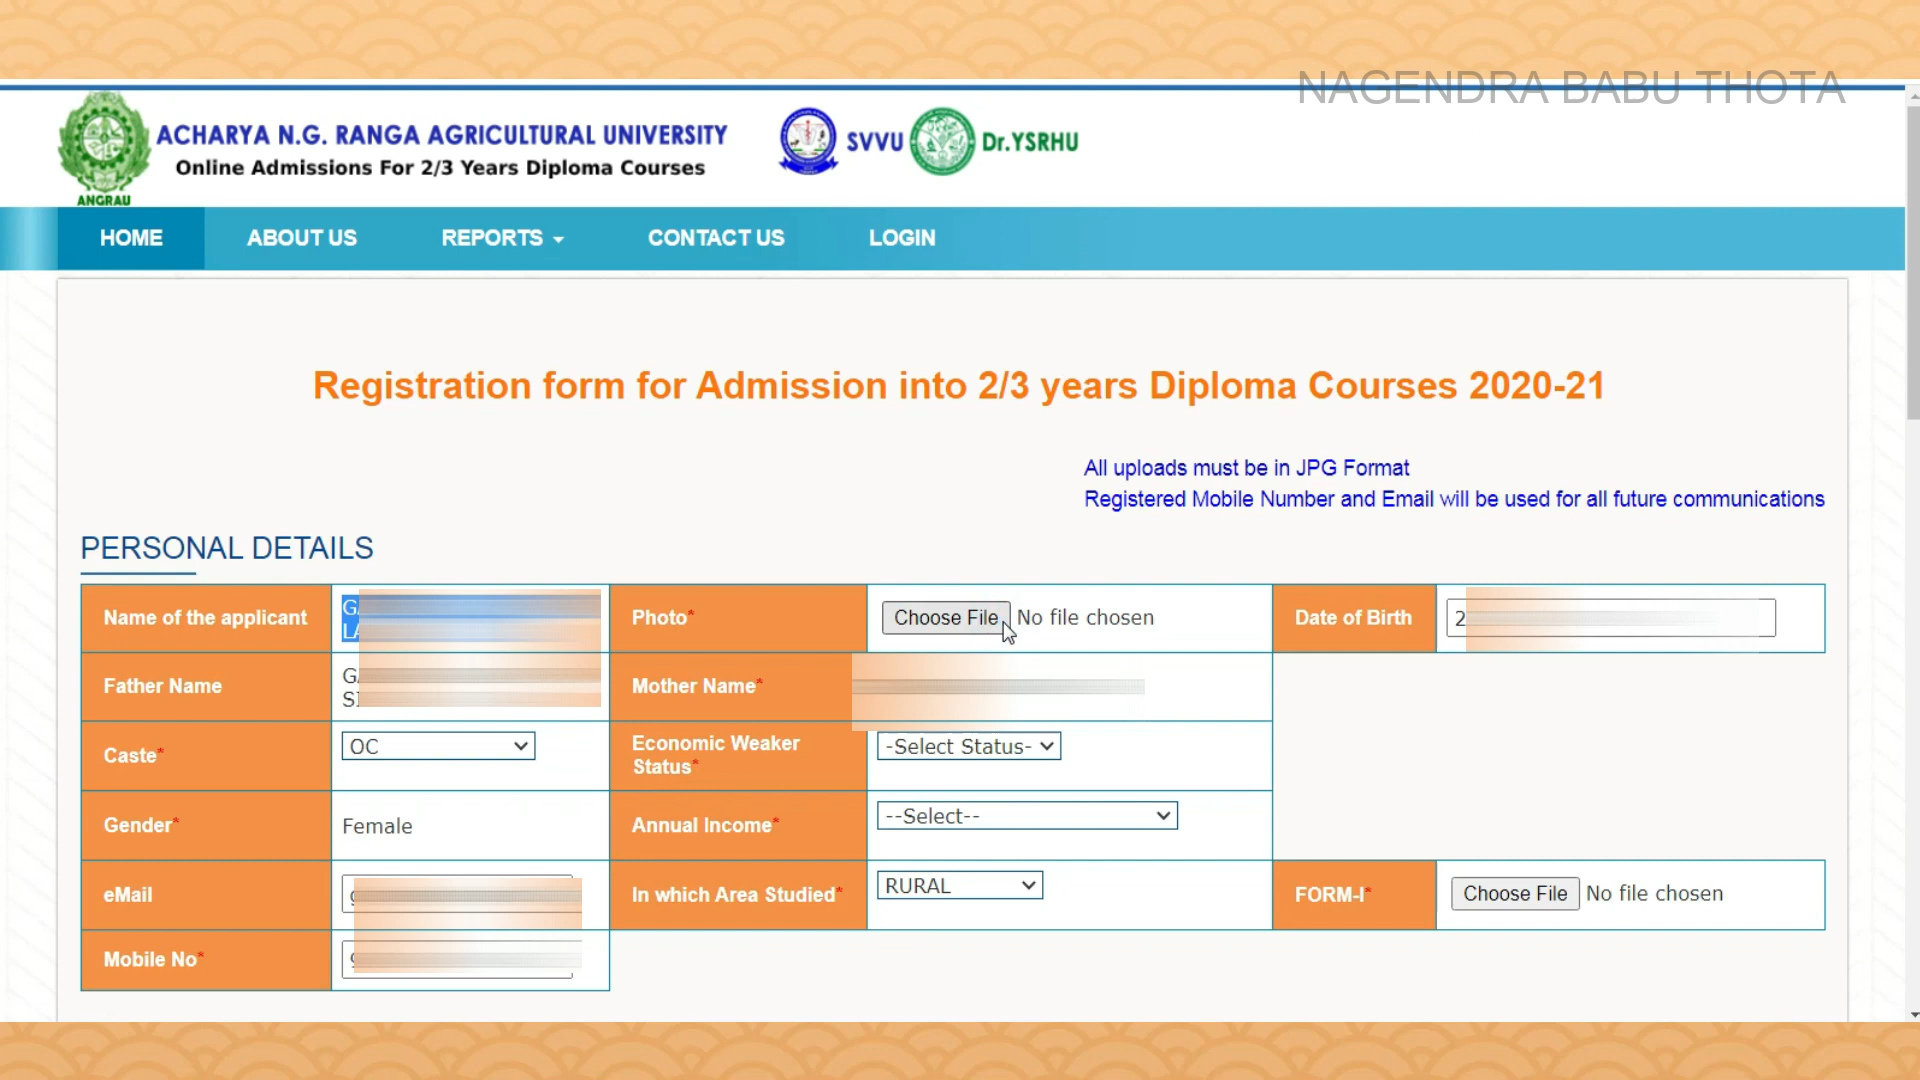 NAGENDRA BABU THOTA
ACHARYA N.G. RANGA AGRICULTURAL UNIVERSITY
Online Admissions For 2/3 Years Diploma Courses
ANGRAU
SVVU
Dr.YSRHU
HOME ABOUT US REPORTS CONTACT US LOGIN
Registration form for Admission into 2/3 years Diploma Courses 2020-21
All uploads must be in JPG Format
Registered Mobile Number and Email will be used for all future communications
PERSONAL DETAILS
Name of the applicant Photo* Choose File No file chosen Date of Birth
Father Name Mother Name*
Caste* OC Economic Weaker Status* -Select Status-
Gender* Female Annual Income* --Select--
eMail In which Area Studied* RURAL FORM-I* Choose File No file chosen
Mobile No*